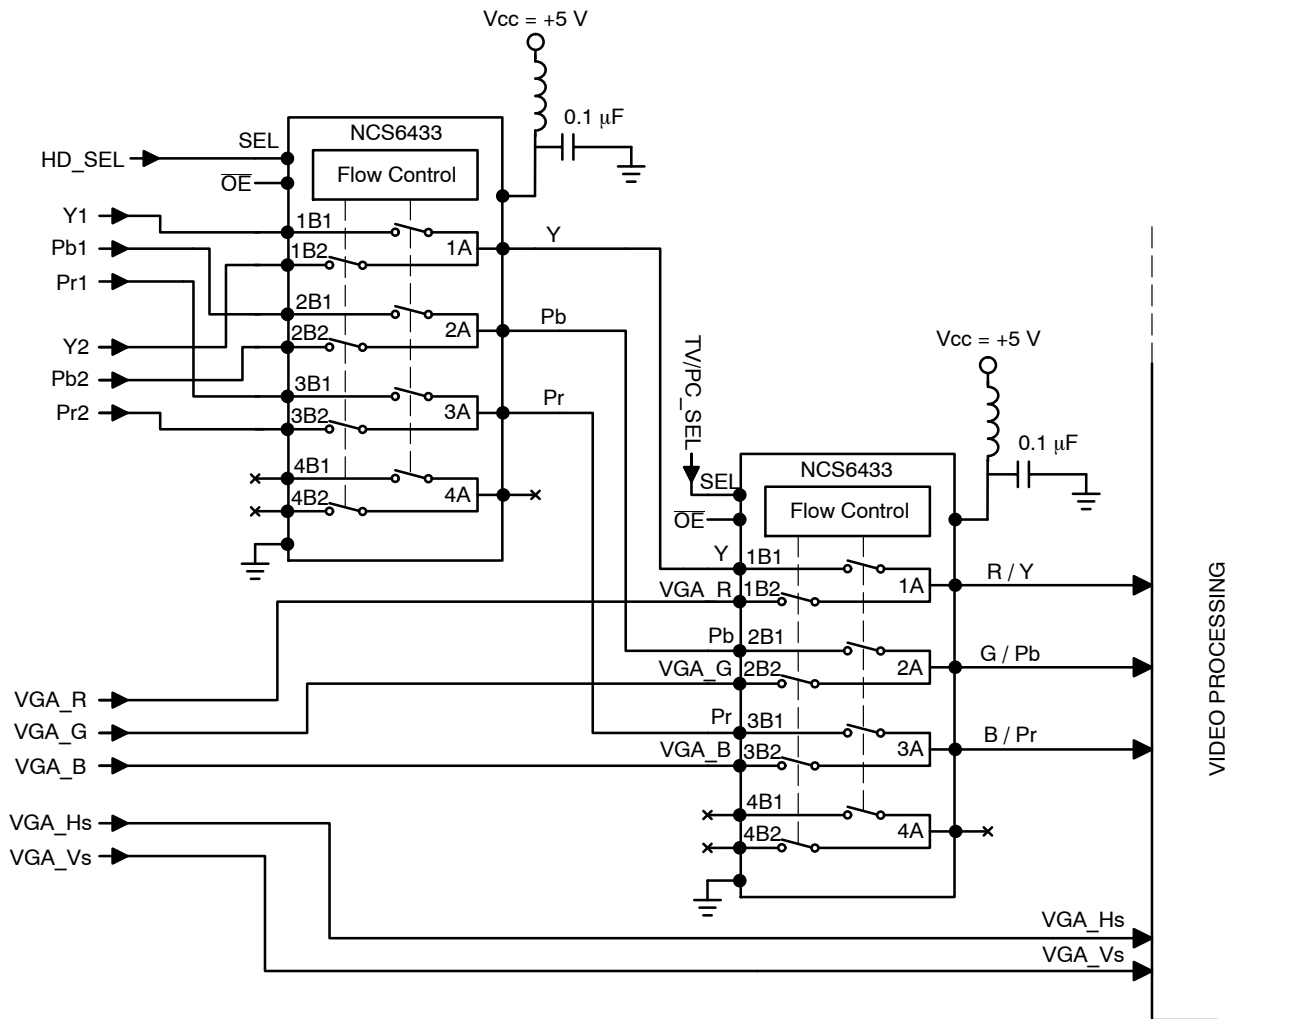 Vcc = +5 V
0.1 μF
NCS6433
Flow Control
SEL
HD_SEL
OE
Y1
Pb1
Pr1
Y2
Pb2
Pr2
1B1
1B2
1A
2B1
2B2
2A
3B1
3B2
3A
4B1
4B2
4A
Y
Pb
Pr
TV/PC_SEL
Vcc = +5 V
0.1 μF
NCS6433
Flow Control
SEL
OE
Y
VGA_R
Pb
VGA_G
Pr
VGA_B
1B1
1B2
1A
2B1
2B2
2A
3B1
3B2
3A
4B1
4B2
4A
R / Y
G / Pb
B / Pr
VIDEO PROCESSING
VGA_R
VGA_G
VGA_B
VGA_Hs
VGA_Vs
VGA_Hs
VGA_Vs